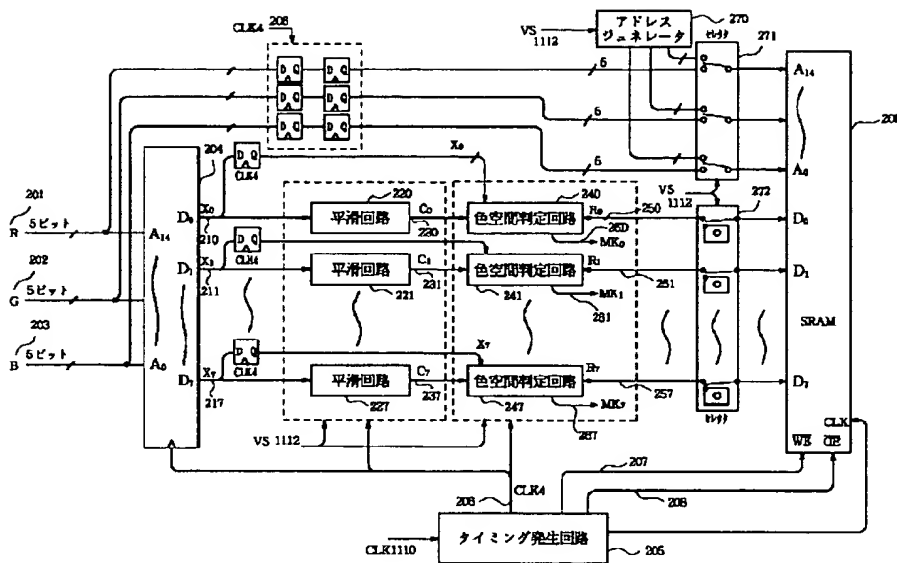 CLK4
206
VS
1112
アドレス
ジュネレータ
270
セレクタ
271
6
A14
6
6
A0
D Q
D Q
D Q
D Q
D Q
D Q
201
R
5ビット
202
G
5ビット
203
B
5ビット
204
A14
A0
D0
D1
D7
X0
210
X1
211
X7
217
D Q
CLK4
D Q
CLK4
D Q
CLK4
X0
X7
220
平滑回路
C0
230
平滑回路
221
C1
231
平滑回路
227
C7
237
240
色空間判定回路
R0
250
260
MK0
色空間判定回路
241
R1
251
MK1
261
色空間判定回路
247
R7
257
MK7
267
VS
1112
272
セレクタ
D0
D1
SRAM
D7
CLK
WE
OE
VS 1112
206
CLK4
207
208
CLK1110
タイミング発生回路
205